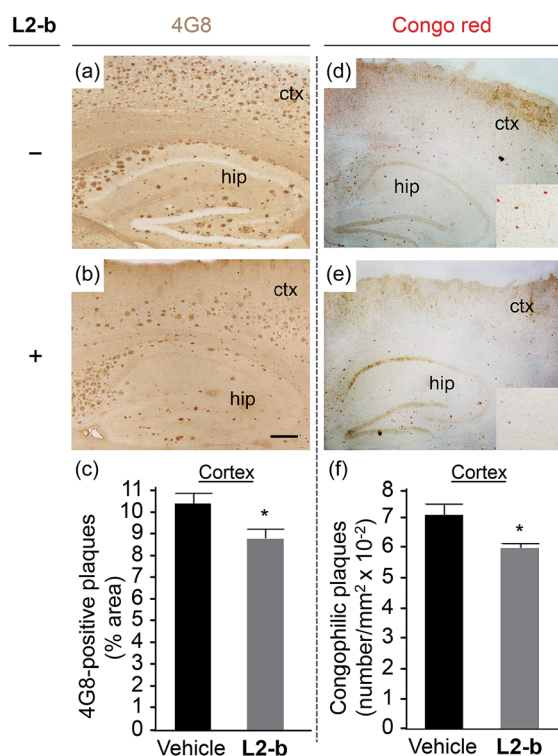 L2-b 4G8 Congo red
(a) ctx hip
(d) ctx hip
−
(b) ctx hip
(e) ctx hip
+
(c) Cortex
4G8-positive plaques
(% area)
11
10
9
8
7
6
5
4
3
2
1
0
*
Vehicle L2-b
(f) Cortex
Congophilic plaques
(number/mm² x 10⁻²)
8
7
6
5
4
3
2
1
0
*
Vehicle L2-b